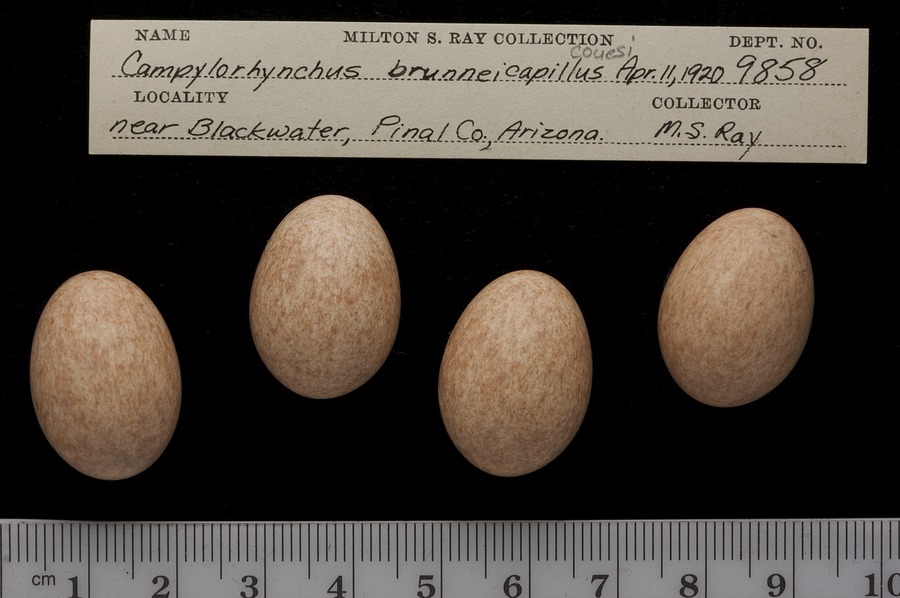 NAME MILTON S. RAY COLLECTION DEPT. NO.
couesi
Campylorhynchus brunneicapillus Apr. 11, 1920 9858
LOCALITY COLLECTOR
near Blackwater, Pinal Co., Arizona. M.S. Ray
cm 1 2 3 4 5 6 7 8 9 10